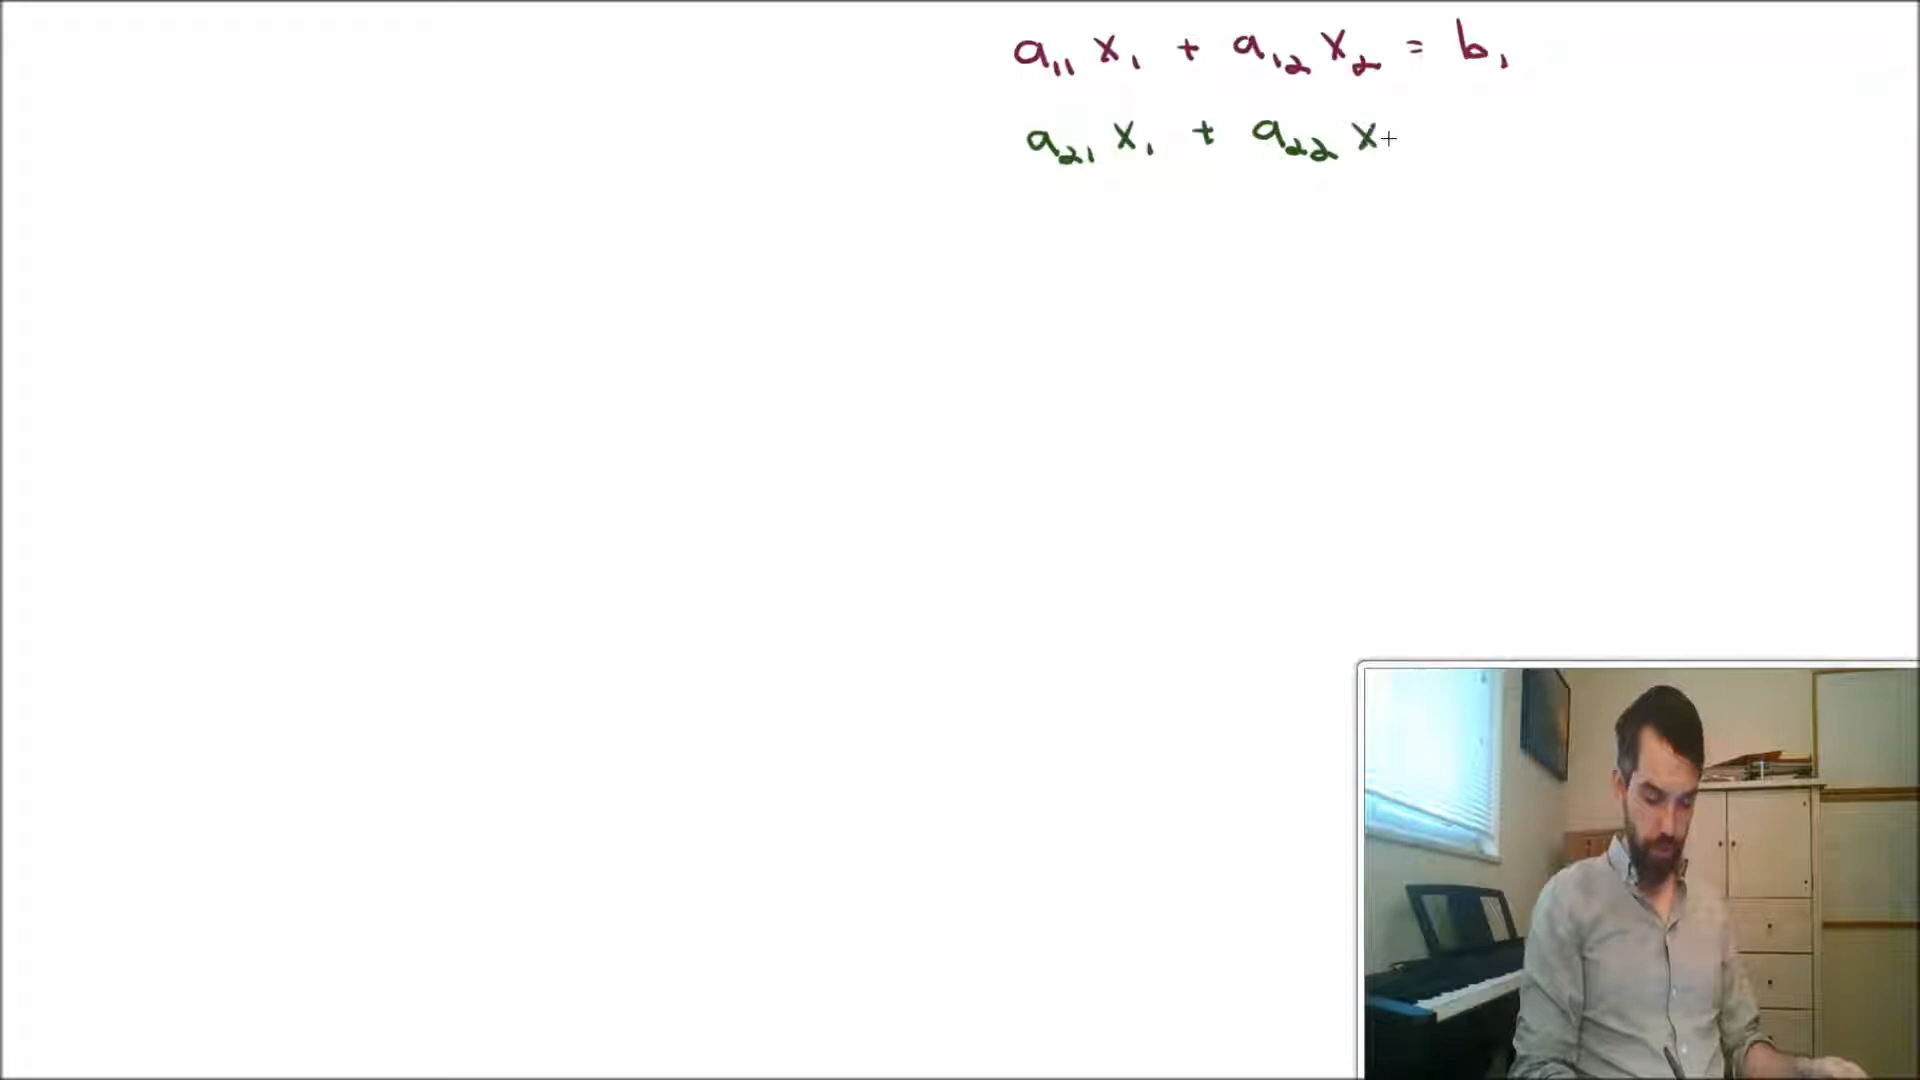 a₁₁ x₁ + a₁₂ x₂ = b₁
a₂₁ x₁ + a₂₂ x